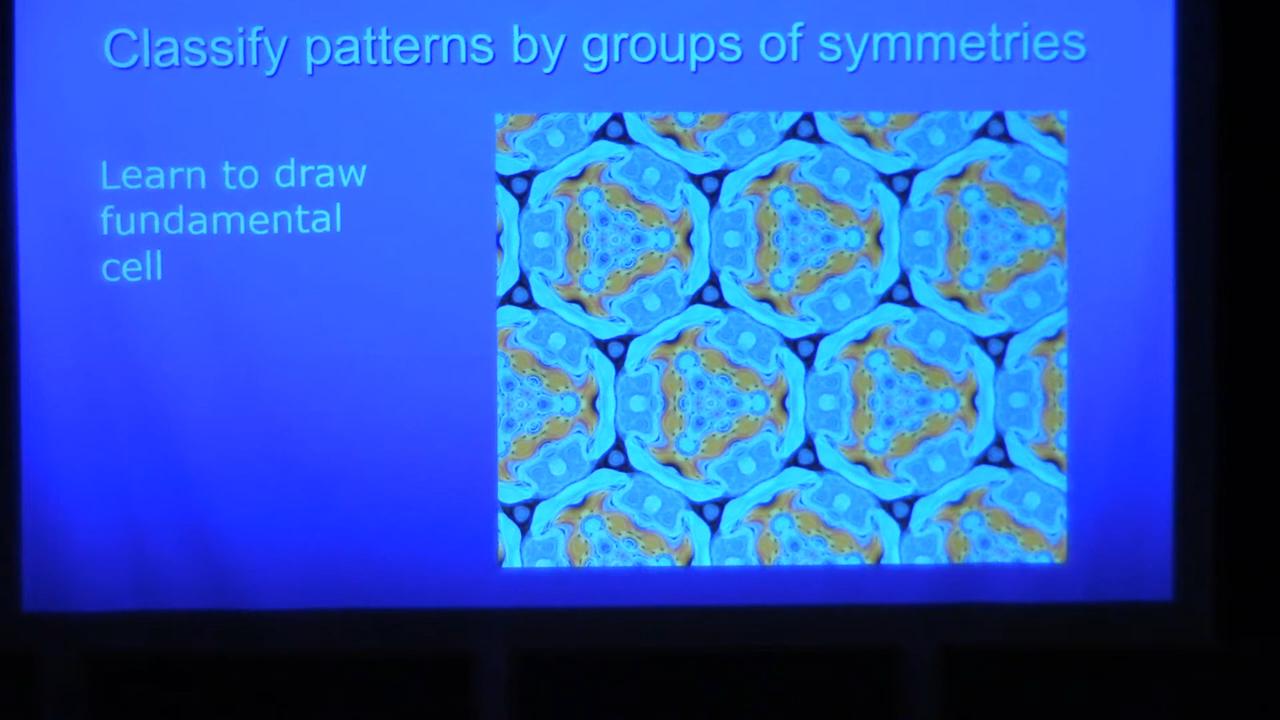 Classify patterns by groups of symmetries
Learn to draw
fundamental
cell